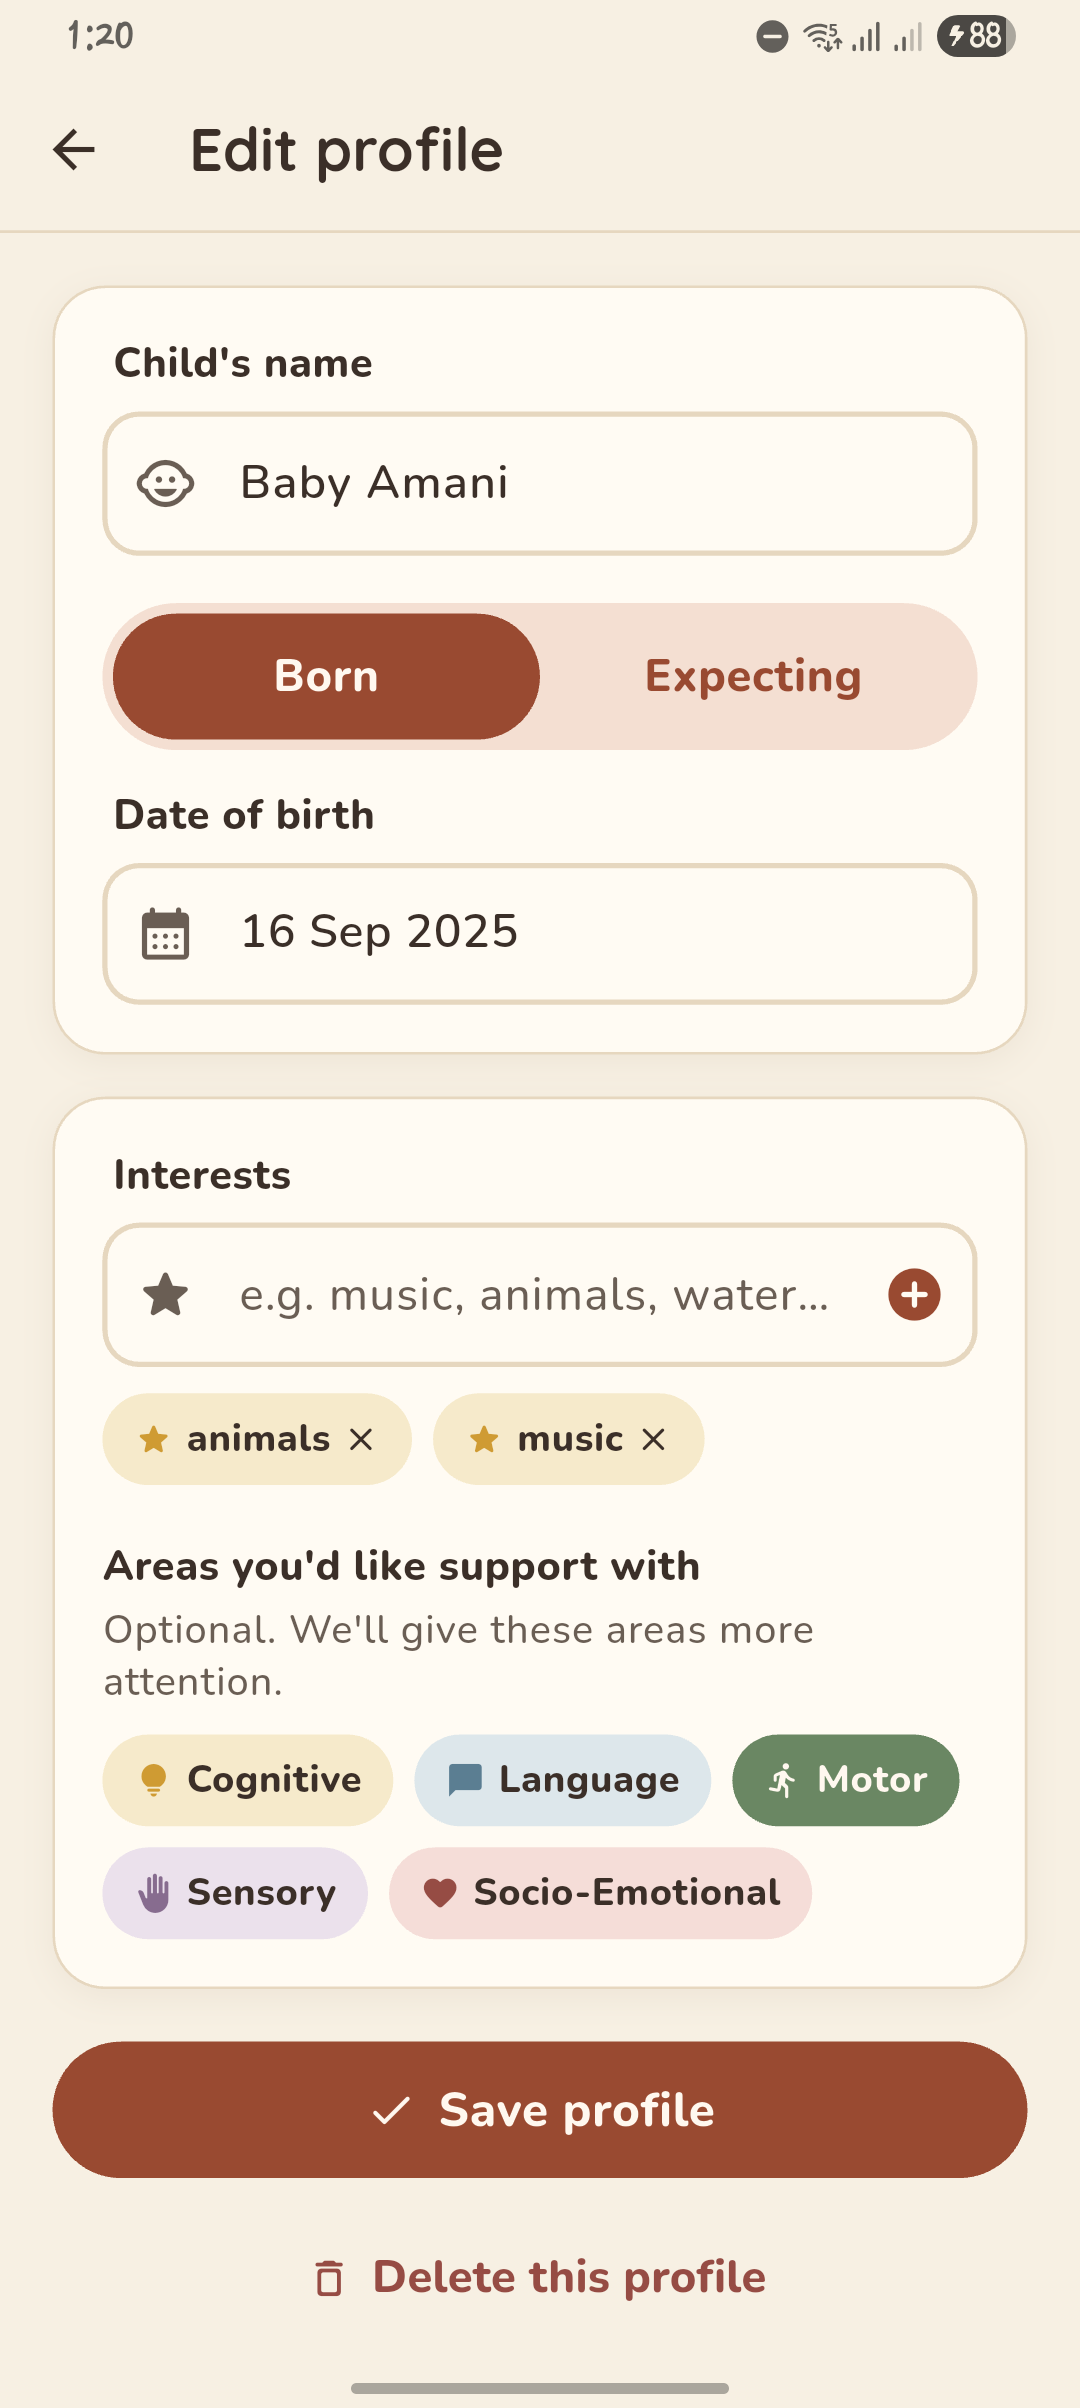 1:20
5
88
Edit profile
Child's name
Baby Amani
Born
Expecting
Date of birth
16 Sep 2025
Interests
e.g. music, animals, water...
animals
music
Areas you'd like support with
Optional. We'll give these areas more
attention.
Cognitive
Language
Motor
Sensory
Socio-Emotional
Save profile
Delete this profile